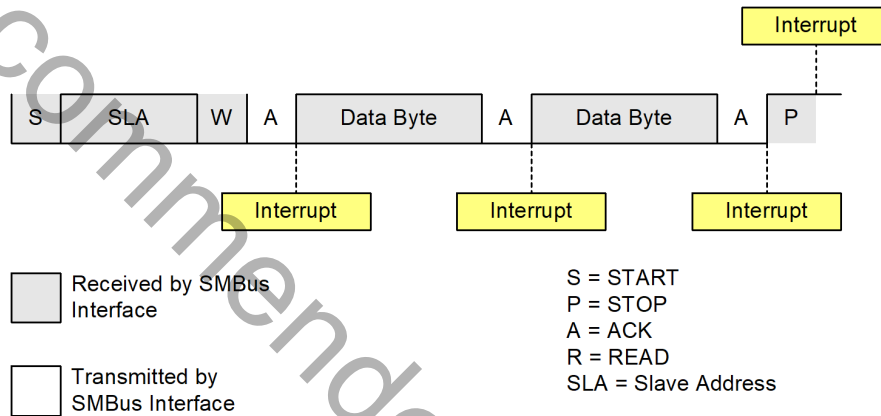 Interrupt
S SLA W A Data Byte A Data Byte A P
Interrupt Interrupt Interrupt
Received by SMBus
Interface
Transmitted by
SMBus Interface
S = START
P = STOP
A = ACK
R = READ
SLA = Slave Address
commende